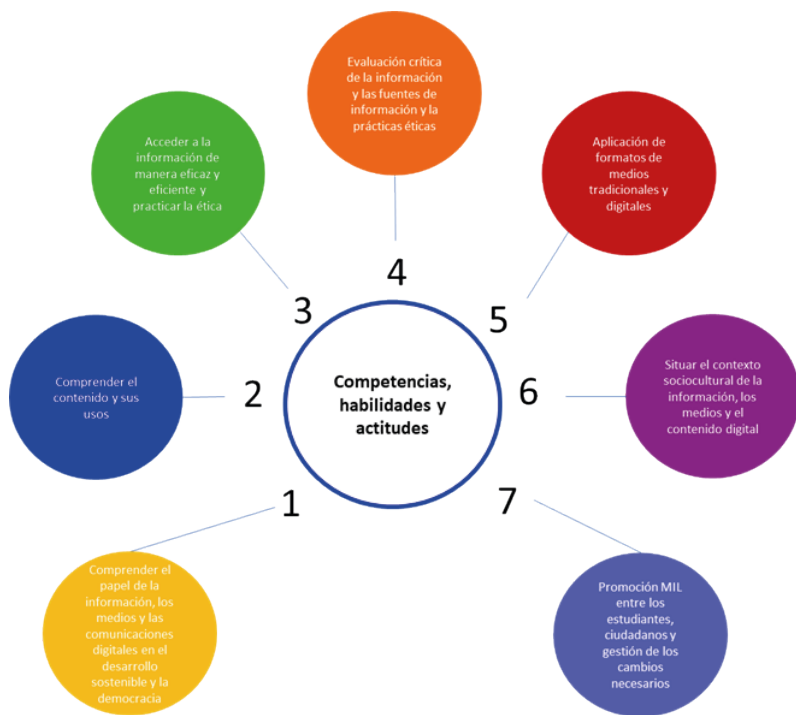 Evaluación crítica
de la información
y las fuentes de
información y la
prácticas éticas
Acceder a la
información de
manera eficaz y
eficiente y
practicar la ética
Aplicación de
formatos de
medios
tradicionales y
digitales
4
3
5
Comprender el
contenido y sus
usos
2
Competencias,
habilidades y
actitudes
6
Situar el contexto
sociocultural de la
información, los
medios y el
contenido digital
1
7
Comprender el
papel de la
información, los
medios y las
comunicaciones
digitales en el
desarrollo
sostenible y la
democracia
Promoción MIL
entre los
estudiantes,
ciudadanos y
gestión de los
cambios
necesarios